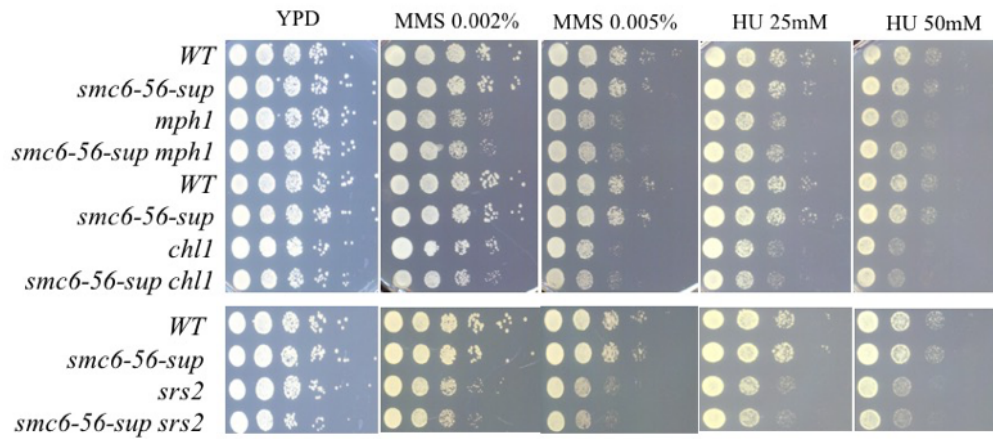 YPD MMS 0.002% MMS 0.005% HU 25mM HU 50mM
WT
smc6-56-sup
mph1
smc6-56-sup mph1
WT
smc6-56-sup
chl1
smc6-56-sup chl1
WT
smc6-56-sup
srs2
smc6-56-sup srs2